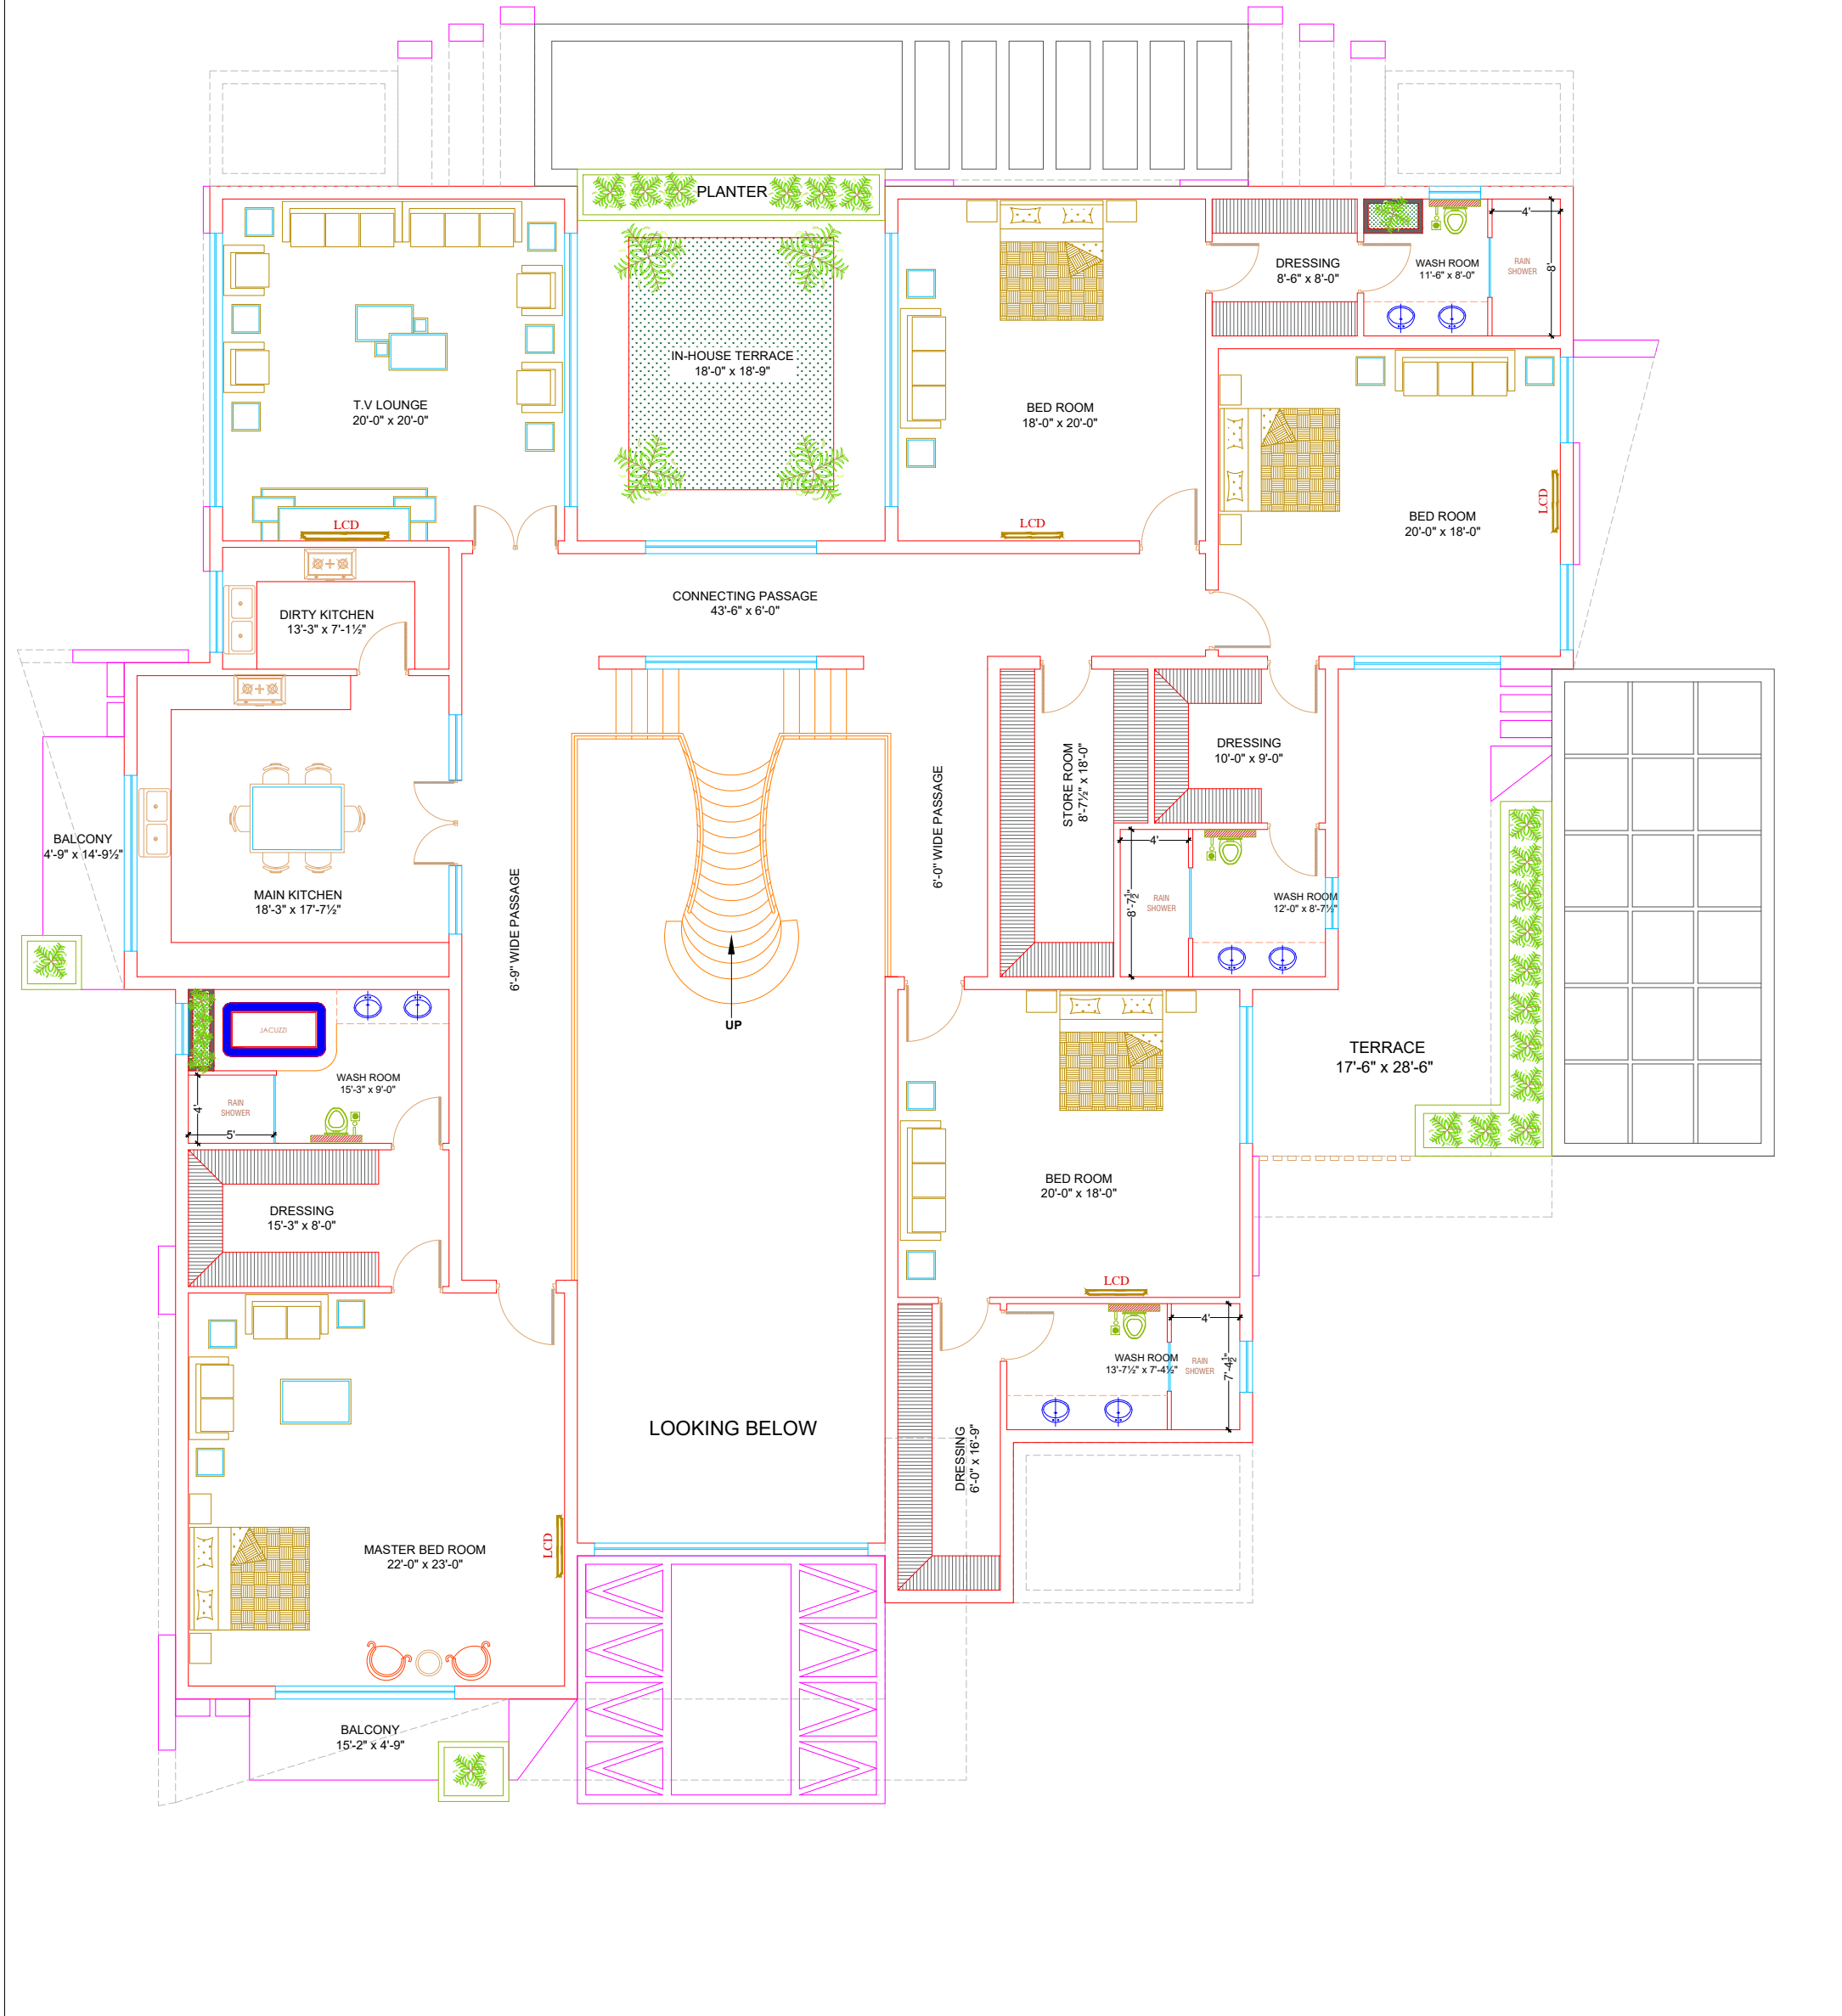 PLANTER
4'
WASH ROOM
11'-6" x 8'-0"
RAIN
SHOWER
8'
DRESSING
8'-6" x 8'-0"
IN-HOUSE TERRACE
18'-0" x 18'-9"
T.V LOUNGE
20'-0" x 20'-0"
BED ROOM
18'-0" x 20'-0"
LCD
LCD
LCD
BED ROOM
20'-0" x 18'-0"
CONNECTING PASSAGE
43'-6" x 6'-0"
DIRTY KITCHEN
13'-3" x 7'-1½"
DRESSING
10'-0" x 9'-0"
STORE ROOM
8'-7½" x 18'-0"
6'-0" WIDE PASSAGE
BALCONY
4'-9" x 14'-9½"
4'
MAIN KITCHEN
18'-3" x 17'-7½"
8'-7½"
RAIN
SHOWER
WASH ROOM
12'-0" x 8'-7½"
6'-9" WIDE PASSAGE
UP
JACUZZI
WASH ROOM
15'-3" x 9'-0"
4'
RAIN
SHOWER
5'
TERRACE
17'-6" x 28'-6"
BED ROOM
20'-0" x 18'-0"
DRESSING
15'-3" x 8'-0"
LCD
4'
WASH ROOM
13'-7½" x 7'-4½"
RAIN
SHOWER
7'-4½"
LOOKING BELOW
DRESSING
6'-0" x 16'-9"
MASTER BED ROOM
22'-0" x 23'-0"
LCD
BALCONY
15'-2" x 4'-9"